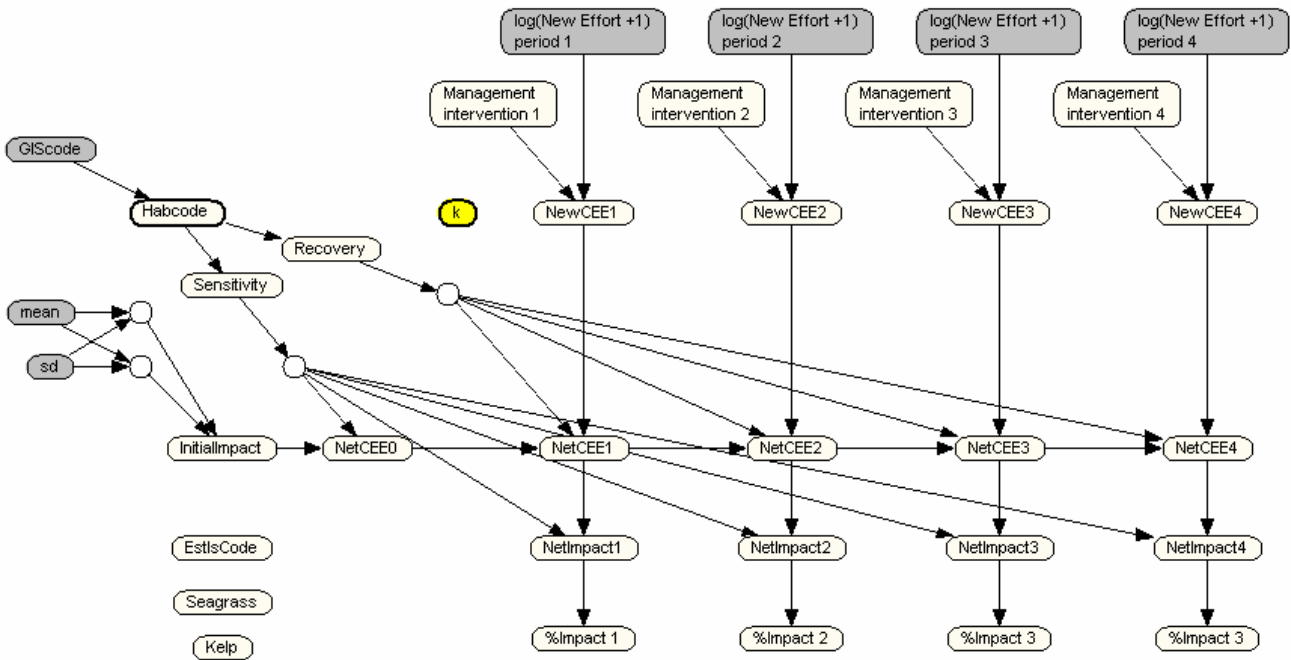 log(New Effort +1)
period 1
log(New Effort +1)
period 2
log(New Effort +1)
period 3
log(New Effort +1)
period 4
Management
intervention 1
Management
intervention 2
Management
intervention 3
Management
intervention 4
GIScode
Habcode
k
NewCEE1
NewCEE2
NewCEE3
NewCEE4
Recovery
Sensitivity
mean
sd
InitialImpact
NetCEE0
NetCEE1
NetCEE2
NetCEE3
NetCEE4
EstIsCode
NetImpact1
NetImpact2
NetImpact3
NetImpact4
Seagrass
Kelp
%Impact 1
%Impact 2
%Impact 3
%Impact 3